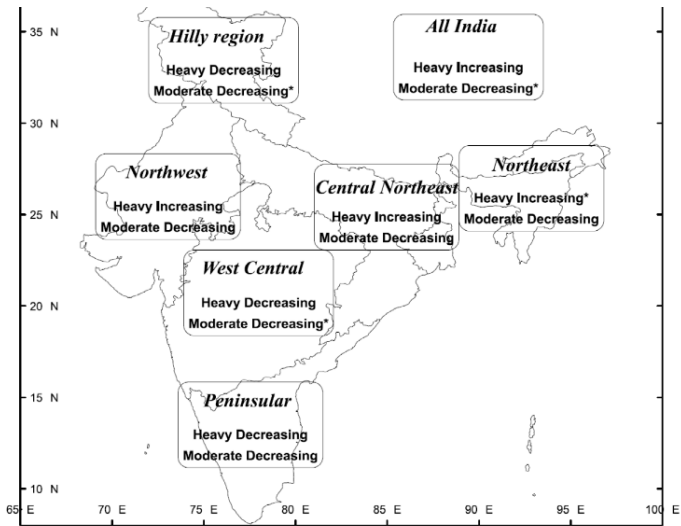 35 N
Hilly region
Heavy Decreasing
Moderate Decreasing*
All India
Heavy Increasing
Moderate Decreasing*
30 N
Northwest
Heavy Increasing
Moderate Decreasing
Central Northeast
Heavy Increasing
Moderate Decreasing
Northeast
Heavy Increasing*
Moderate Decreasing
25 N
West Central
Heavy Decreasing
Moderate Decreasing*
20 N
15 N
Peninsular
Heavy Decreasing
Moderate Decreasing
10 N
65 E 70 E 75 E 80 E 85 E 90 E 95 E 100 E